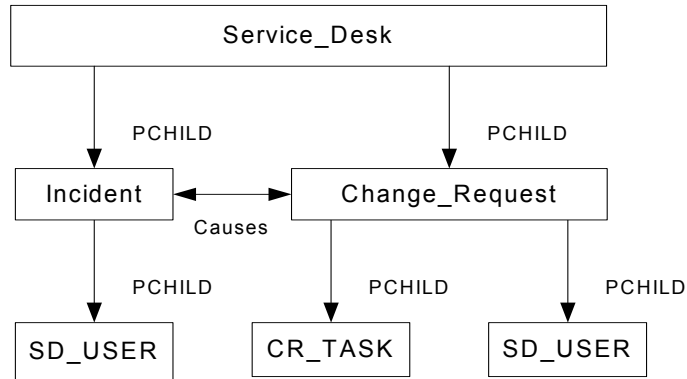 Service_Desk
PCHILD
PCHILD
Incident
Change_Request
Causes
PCHILD
PCHILD
PCHILD
SD_USER
CR_TASK
SD_USER